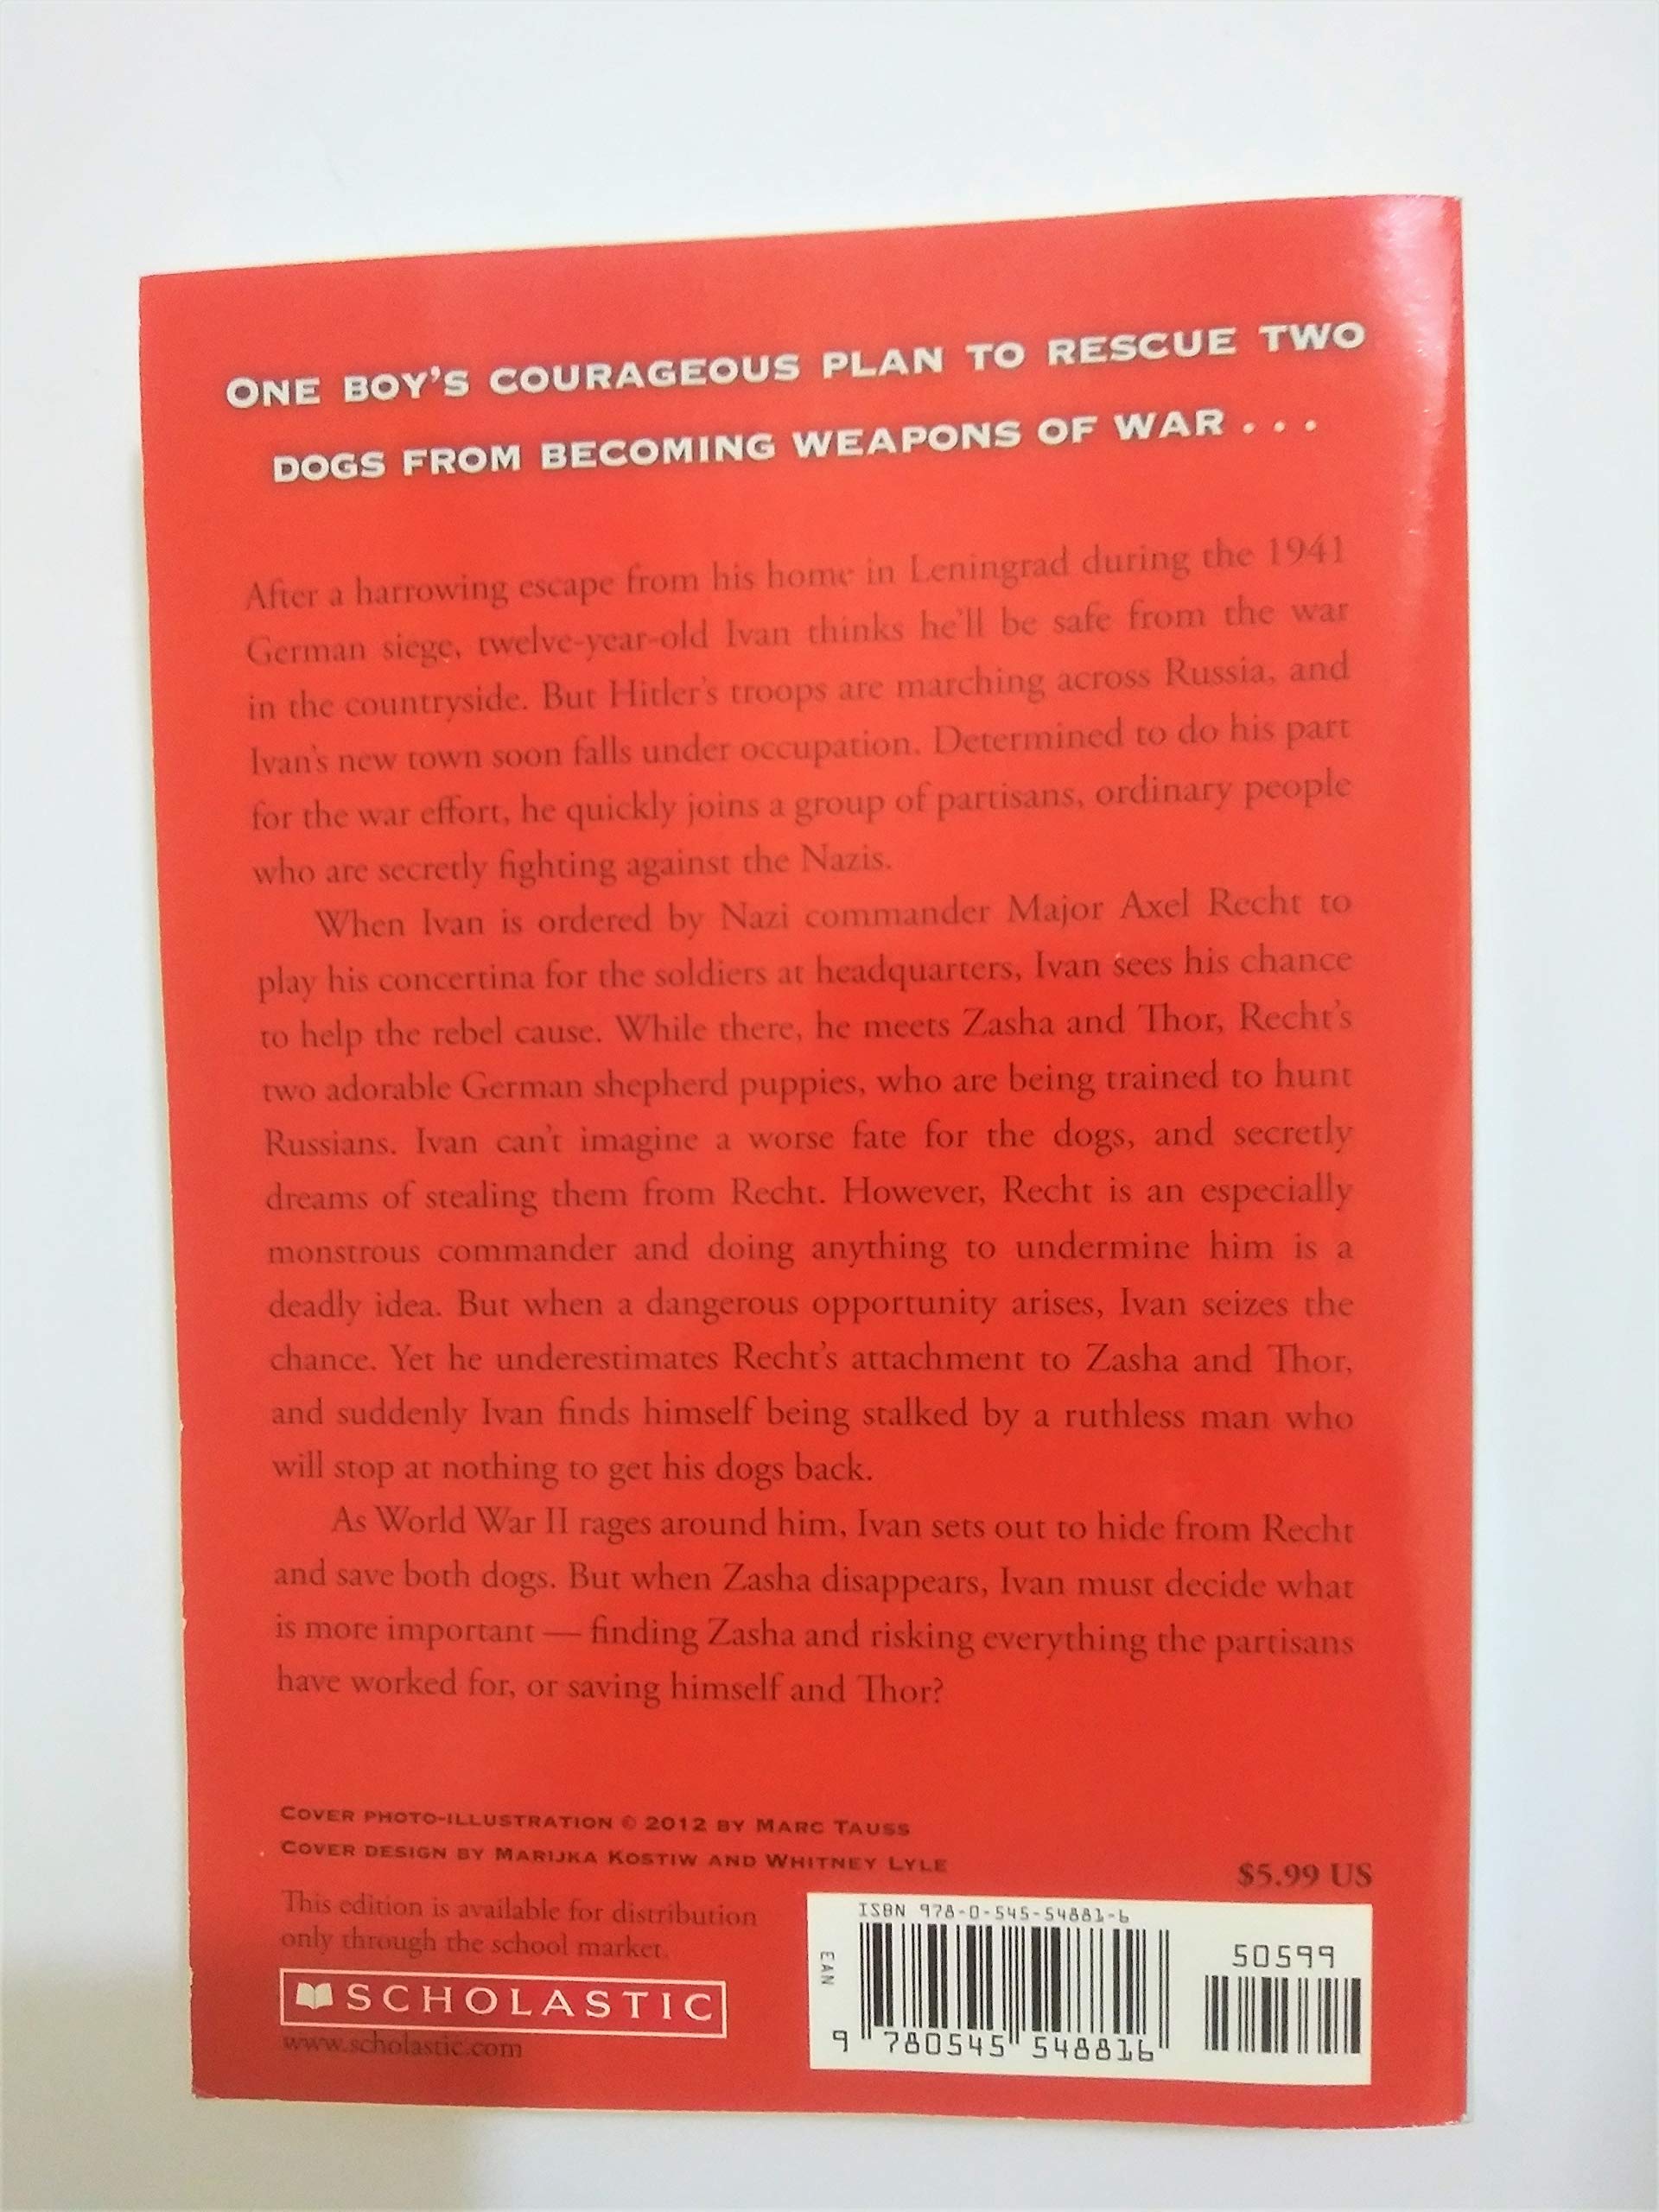 ONE BOY'S COURAGEOUS PLAN TO RESCUE TWO
DOGS FROM BECOMING WEAPONS OF WAR . . .
After a harrowing escape from his home in Leningrad during the 1941
German siege, twelve-year-old Ivan thinks he'll be safe from the war
in the countryside. But Hitler's troops are marching across Russia, and
Ivan's new town soon falls under occupation. Determined to do his part
for the war effort, he quickly joins a group of partisans, ordinary people
who are secretly fighting against the Nazis.
When Ivan is ordered by Nazi commander Major Axel Recht to
play his concertina for the soldiers at headquarters, Ivan sees his chance
to help the rebel cause. While there, he meets Zasha and Thor, Recht's
two adorable German shepherd puppies, who are being trained to hunt
Russians. Ivan can't imagine a worse fate for the dogs, and secretly
dreams of stealing them from Recht. However, Recht is an especially
monstrous commander and doing anything to undermine him is a
deadly idea. But when a dangerous opportunity arises, Ivan seizes the
chance. Yet he underestimates Recht's attachment to Zasha and Thor,
and suddenly Ivan finds himself being stalked by a ruthless man who
will stop at nothing to get his dogs back.
As World War II rages around him, Ivan sets out to hide from Recht
and save both dogs. But when Zasha disappears, Ivan must decide what
is more important — finding Zasha and risking everything the partisans
have worked for, or saving himself and Thor?
COVER PHOTO-ILLUSTRATION © 2012 BY MARC TAUSS
COVER DESIGN BY MARIJKA KOSTIW AND WHITNEY LYLE
$5.99 US
This edition is available for distribution
only through the school market.
SCHOLASTIC
www.scholastic.com
ISBN 978-0-545-54881-6
EAN
50599
9 780545 548816